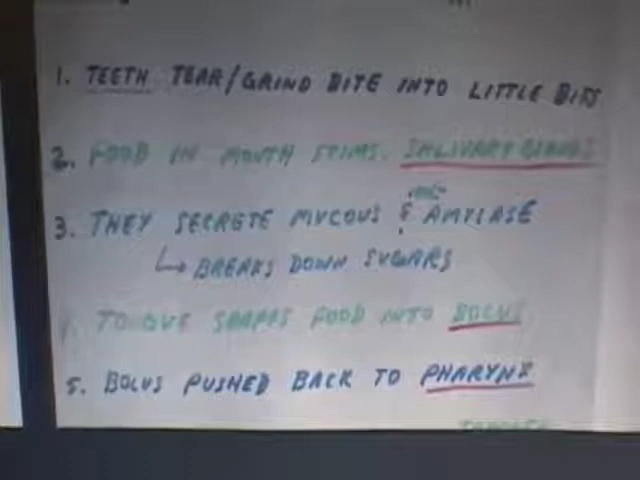 1. TEETH TEAR/GRIND BITE INTO LITTLE BITS
2. FOOD IN MOUTH STIMS. SALIVARY GLANDS
3. THEY SECRETE MUCOUS & AMYLASE
↳ BREAKS DOWN SUGARS
TONGUE SHAPES FOOD INTO BOLUS
5. BOLUS PUSHED BACK TO PHARYNX